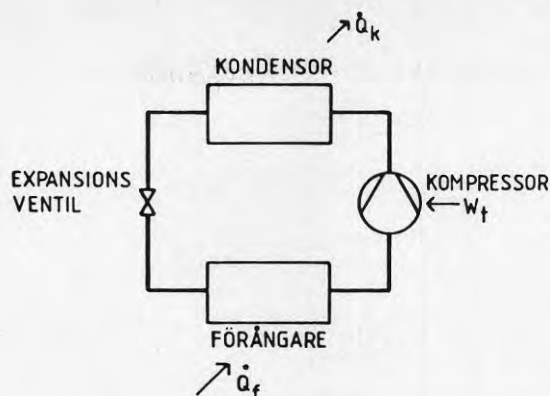 Q̊k
KONDENSOR
EXPANSIONS
VENTIL
KOMPRESSOR
Wt
FÖRÅNGARE
Q̇f